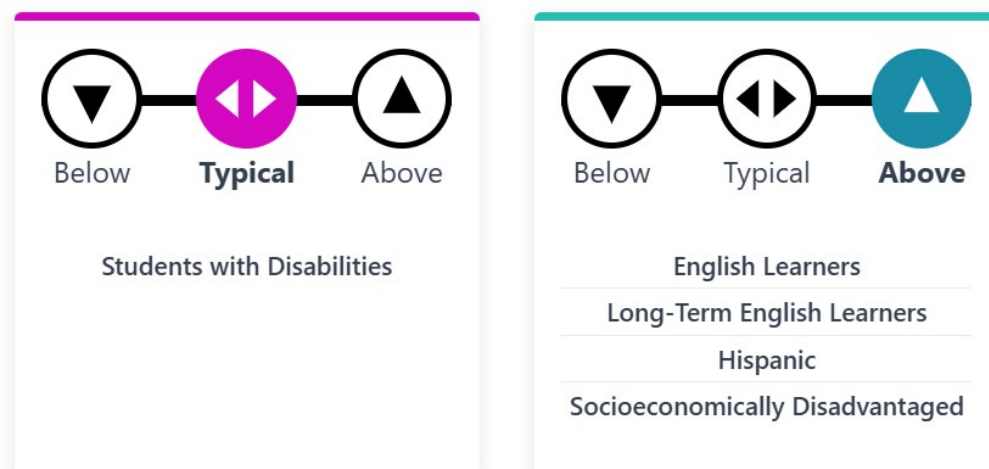 Below
Typical
Above
Students with Disabilities
Below
Typical
Above
English Learners
Long-Term English Learners
Hispanic
Socioeconomically Disadvantaged